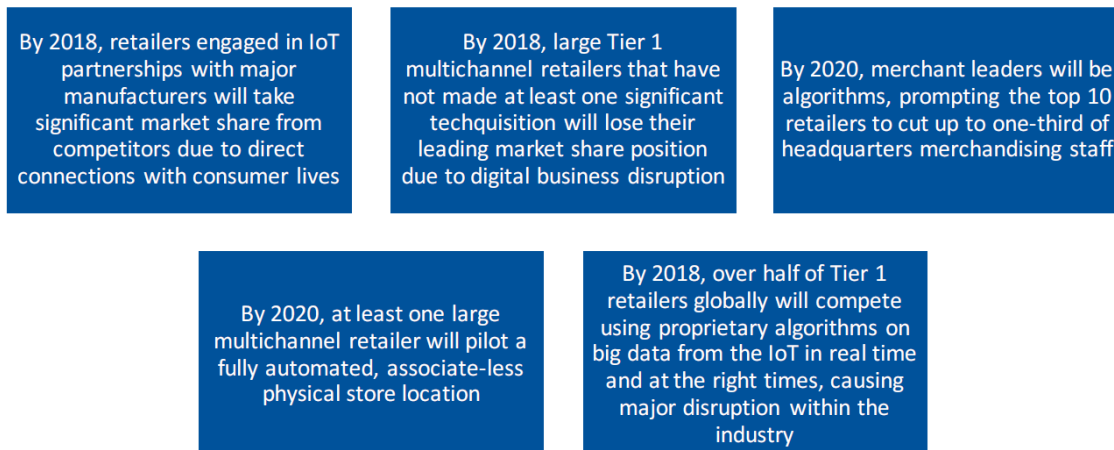 By 2018, retailers engaged in IoT
partnerships with major
manufacturers will take
significant market share from
competitors due to direct
connections with consumer lives
By 2018, large Tier 1
multichannel retailers that have
not made at least one significant
techquisition will lose their
leading market share position
due to digital business disruption
By 2020, merchant leaders will be
algorithms, prompting the top 10
retailers to cut up to one-third of
headquarters merchandising staff
By 2020, at least one large
multichannel retailer will pilot a
fully automated, associate-less
physical store location
By 2018, over half of Tier 1
retailers globally will compete
using proprietary algorithms on
big data from the IoT in real time
and at the right times, causing
major disruption within the
industry